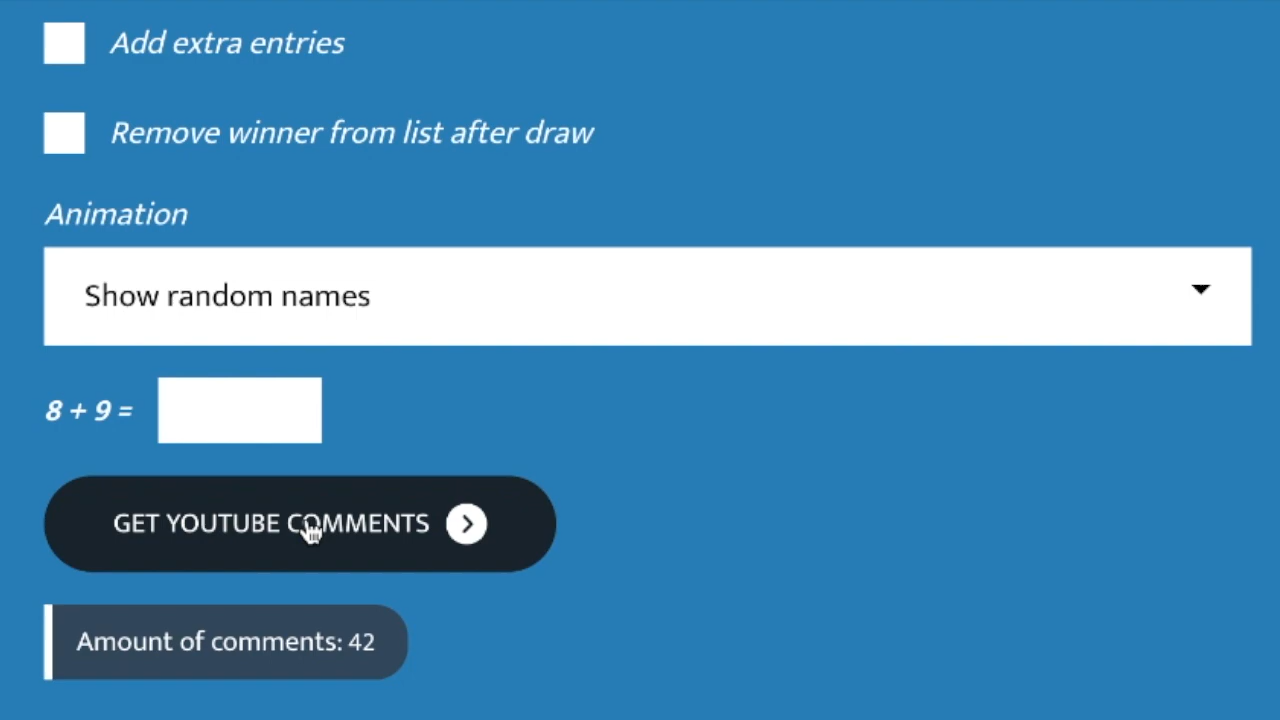 Add extra entries
Remove winner from list after draw
Animation
Show random names
8 + 9 =
GET YOUTUBE COMMENTS
Amount of comments: 42